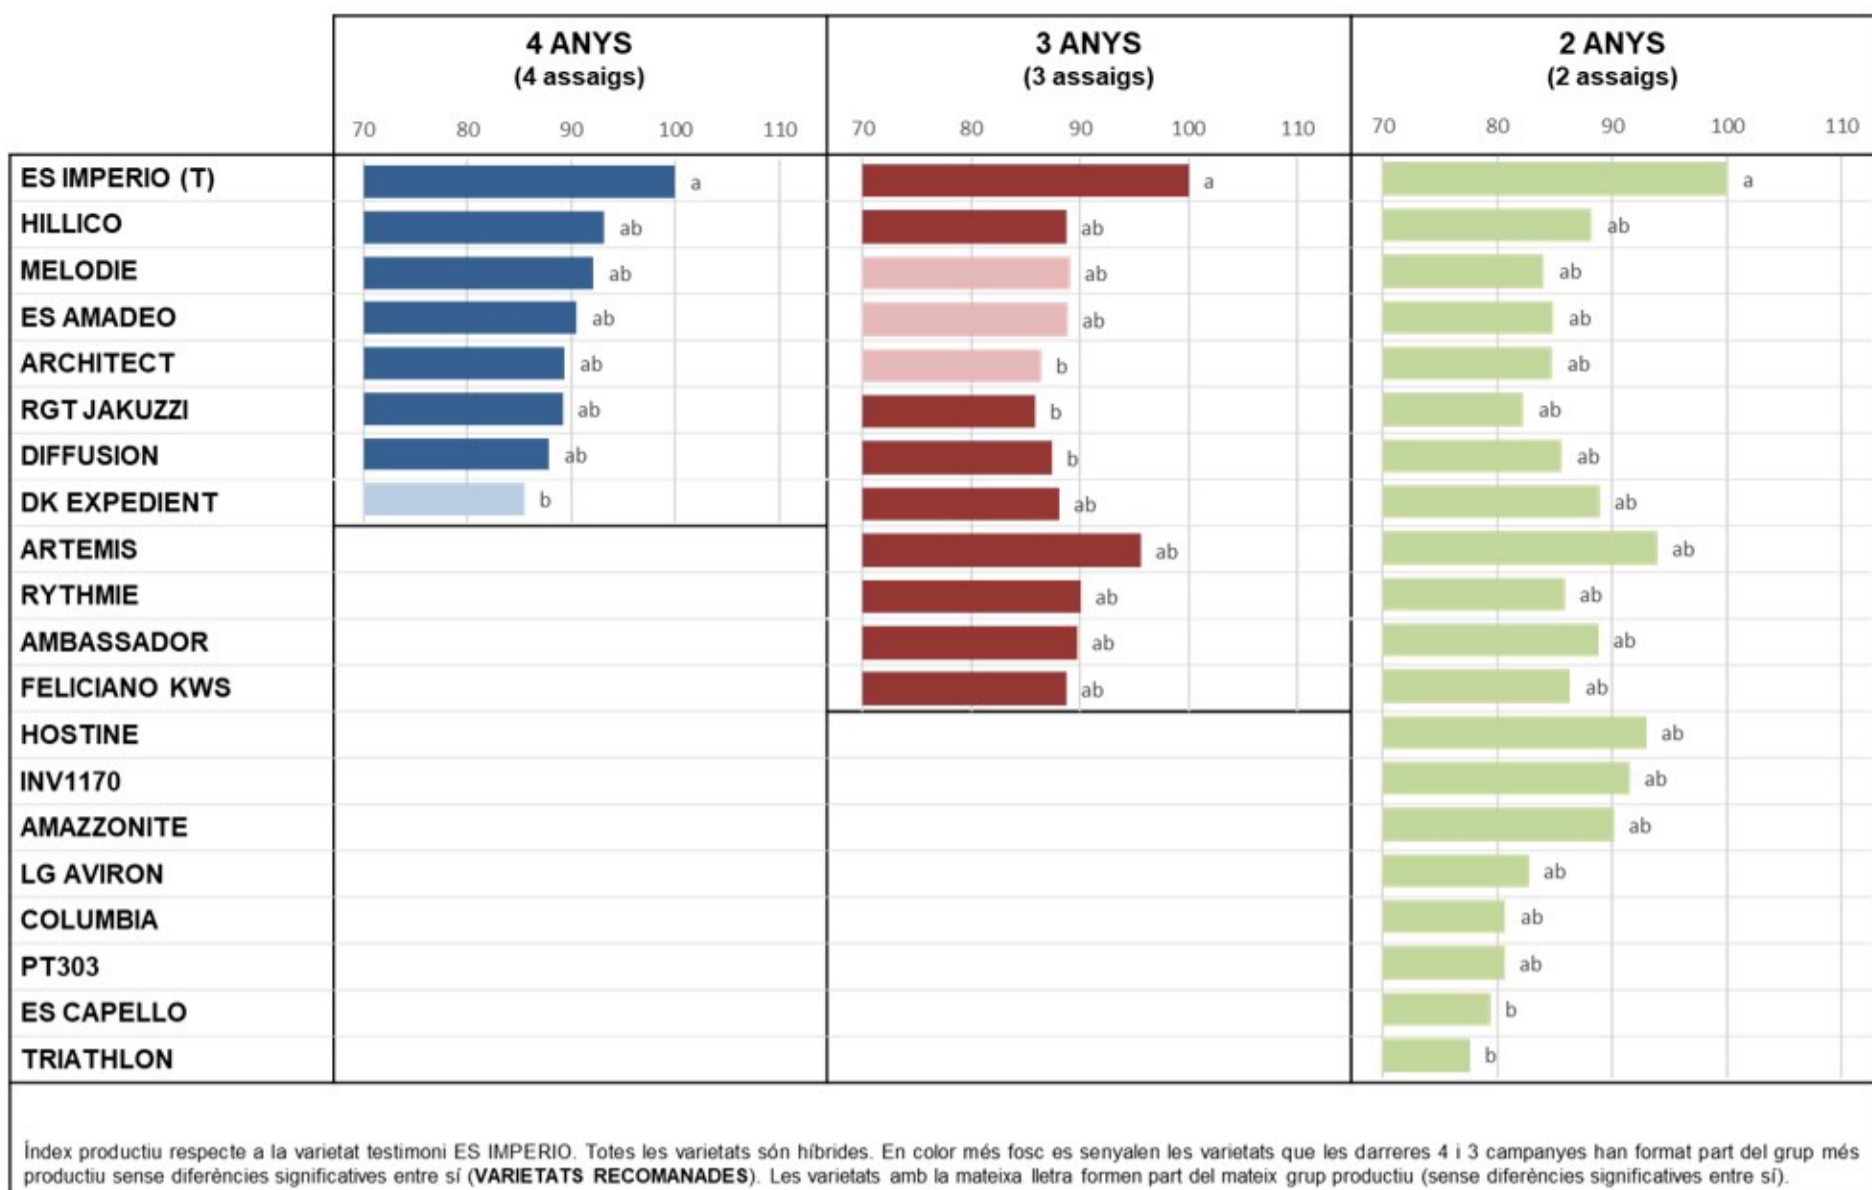 4 ANYS
(4 assaigs)
3 ANYS
(3 assaigs)
2 ANYS
(2 assaigs)
70 80 90 100 110
70 80 90 100 110
70 80 90 100 110
ES IMPERIO (T) a a a
HILLICO ab ab ab
MELODIE ab ab ab
ES AMADEO ab ab ab
ARCHITECT ab b ab
RGT JAKUZZI ab b ab
DIFFUSION ab b ab
DK EXPEDIENT b ab ab
ARTEMIS ab ab
RYTHMIE ab ab
AMBASSADOR ab ab
FELICIANO KWS ab ab
HOSTINE ab
INV1170 ab
AMAZZONITE ab
LG AVIRON ab
COLUMBIA ab
PT303 ab
ES CAPELLO b
TRIATHLON b
Índex productiu respecte a la varietat testimoni ES IMPERIO. Totes les varietats són híbrides. En color més fosc es senyalen les varietats que les darreres 4 i 3 campanyes han format part del grup més
productiu sense diferències significatives entre sí (VARIETATS RECOMANADES). Les varietats amb la mateixa lletra formen part del mateix grup productiu (sense diferències significatives entre sí).